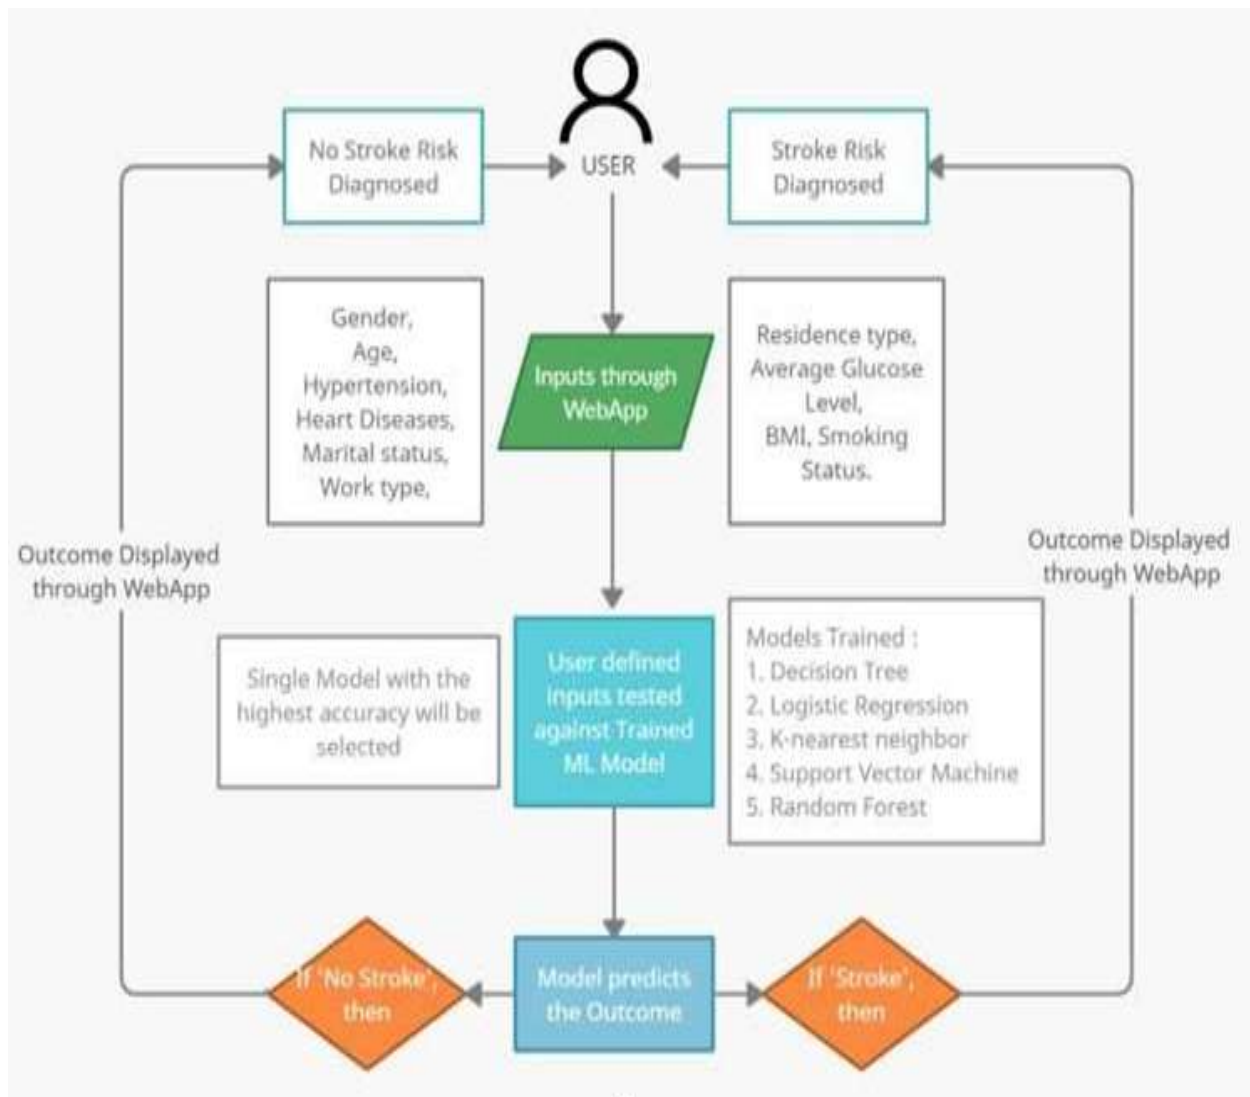 No Stroke Risk
Diagnosed
USER
Stroke Risk
Diagnosed
Gender,
Age,
Hypertension,
Heart Diseases,
Marital status,
Work type,
Inputs through
WebApp
Residence type,
Average Glucose
Level,
BMI, Smoking
Status.
Outcome Displayed
through WebApp
Outcome Displayed
through WebApp
Single Model with the
highest accuracy will be
selected
User defined
inputs tested
against Trained
ML Model
Models Trained :
1. Decision Tree
2. Logistic Regression
3. K-nearest neighbor
4. Support Vector Machine
5. Random Forest
If 'No Stroke',
then
Model predicts
the Outcome
If 'Stroke',
then